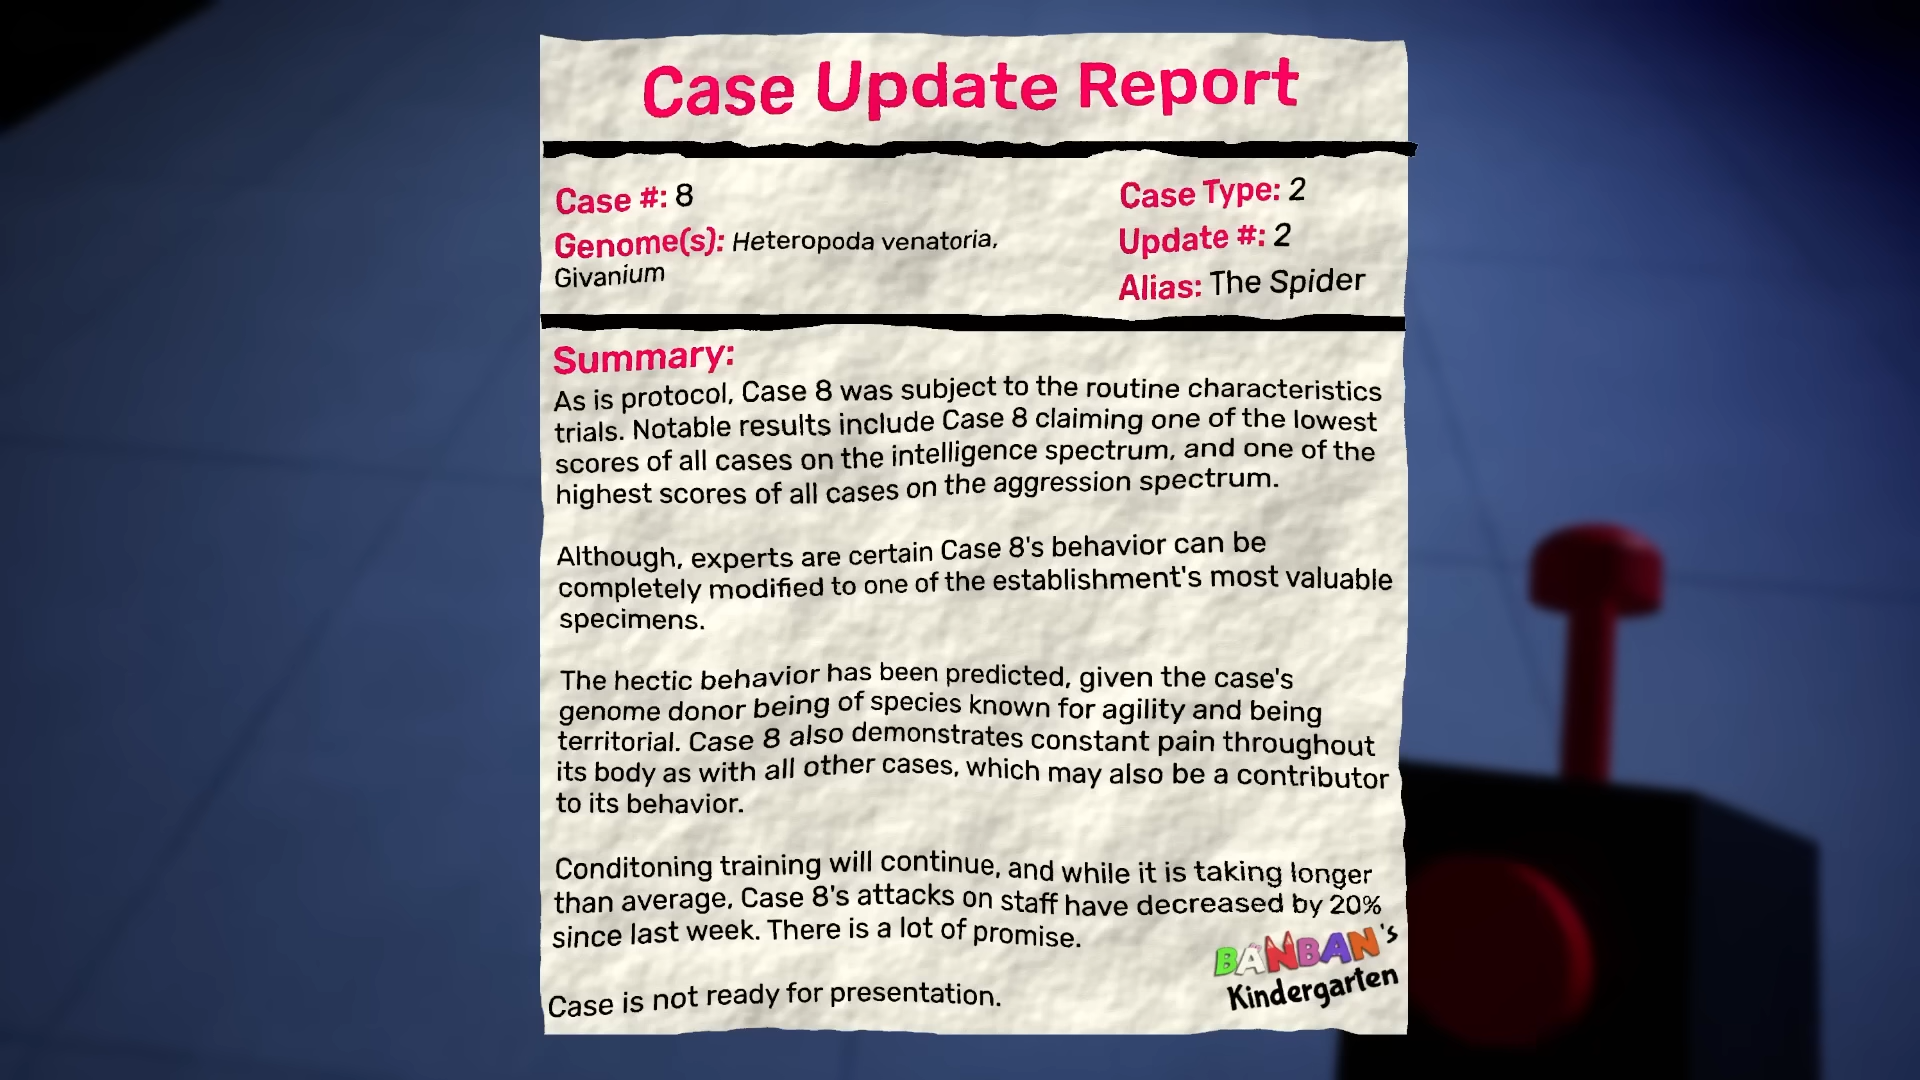 Case Update Report
Case #: 8
Genome(s): Heteropoda venatoria,
Givanium
Case Type: 2
Update #: 2
Alias: The Spider
Summary:
As is protocol, Case 8 was subject to the routine characteristics
trials. Notable results include Case 8 claiming one of the lowest
scores of all cases on the intelligence spectrum, and one of the
highest scores of all cases on the aggression spectrum.
Although, experts are certain Case 8's behavior can be
completely modified to one of the establishment's most valuable
specimens.
The hectic behavior has been predicted, given the case's
genome donor being of species known for agility and being
territorial. Case 8 also demonstrates constant pain throughout
its body as with all other cases, which may also be a contributor
to its behavior.
Conditoning training will continue, and while it is taking longer
than average, Case 8's attacks on staff have decreased by 20%
since last week. There is a lot of promise.
Case is not ready for presentation.
BANBAN's
Kindergarten